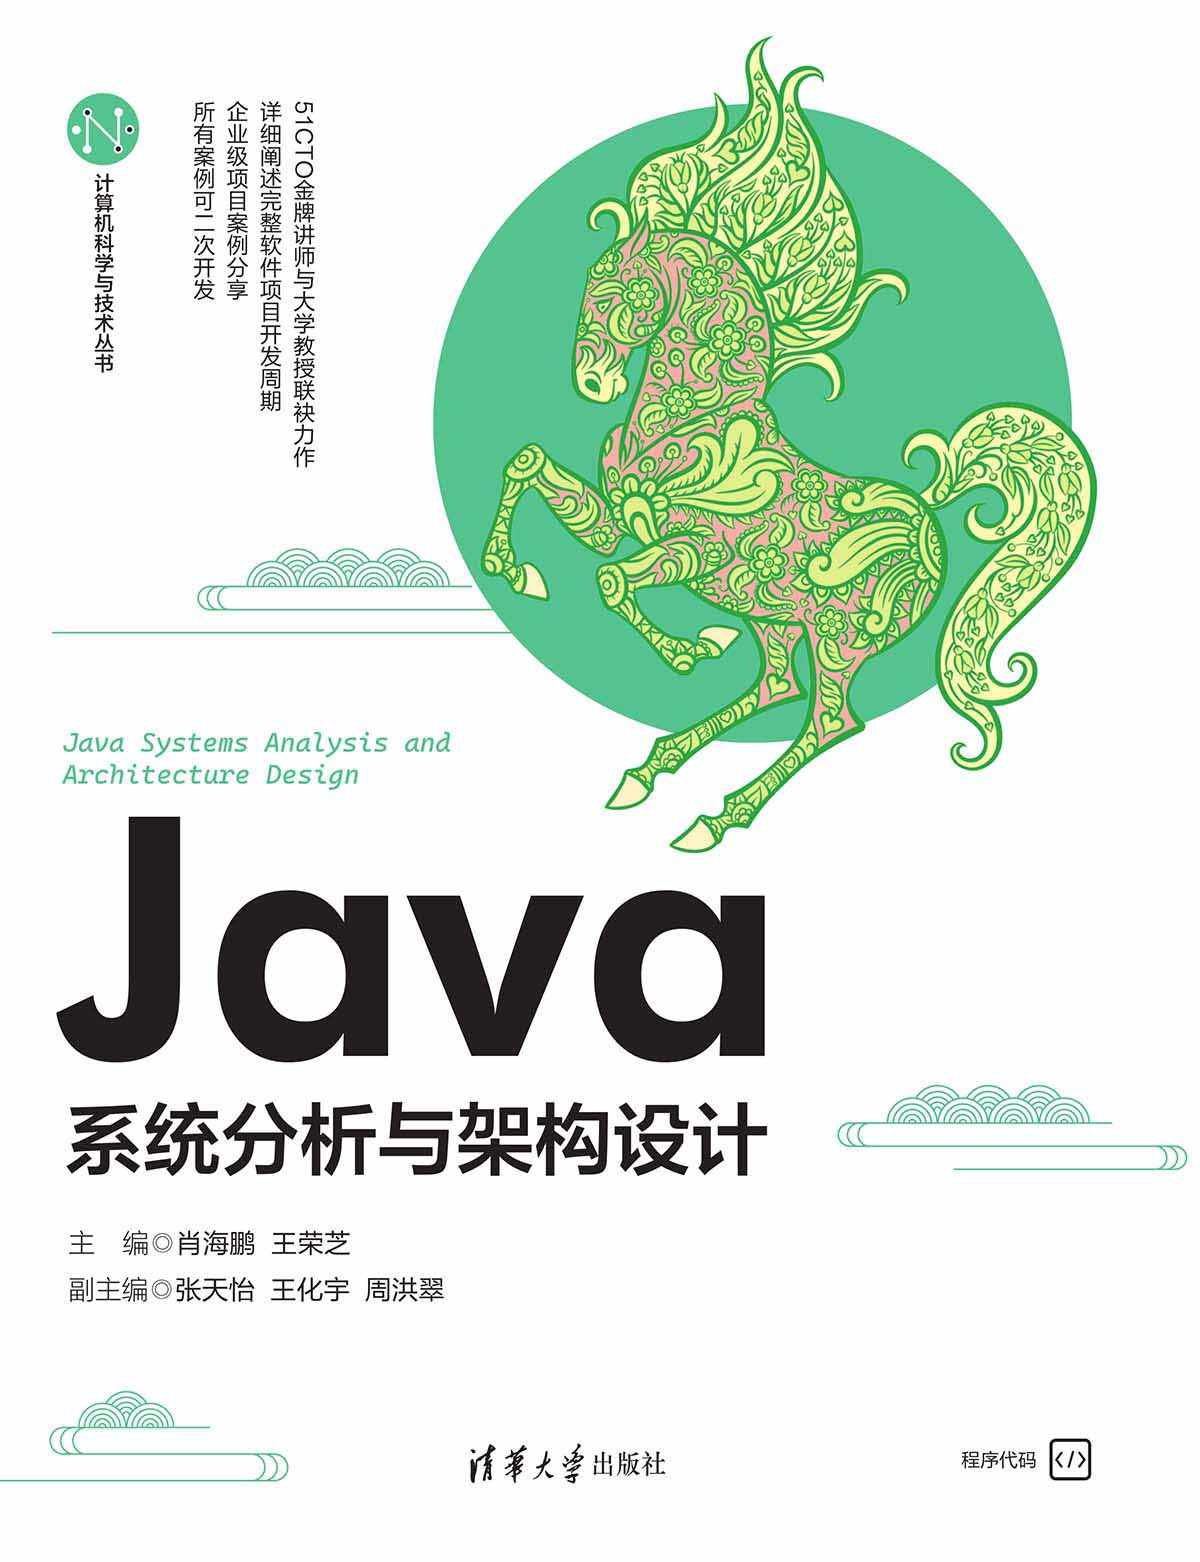 计算机科学与技术丛书
51CTO金牌讲师与大学教授联袂力作
详细阐述完整软件项目开发周期
企业级项目案例分享
所有案例可二次开发
Java Systems Analysis and
Architecture Design
Java
系统分析与架构设计
主　编◎肖海鹏 王荣芝
副主编◎张天怡 王化宇 周洪翠
清华大学出版社
程序代码 </>